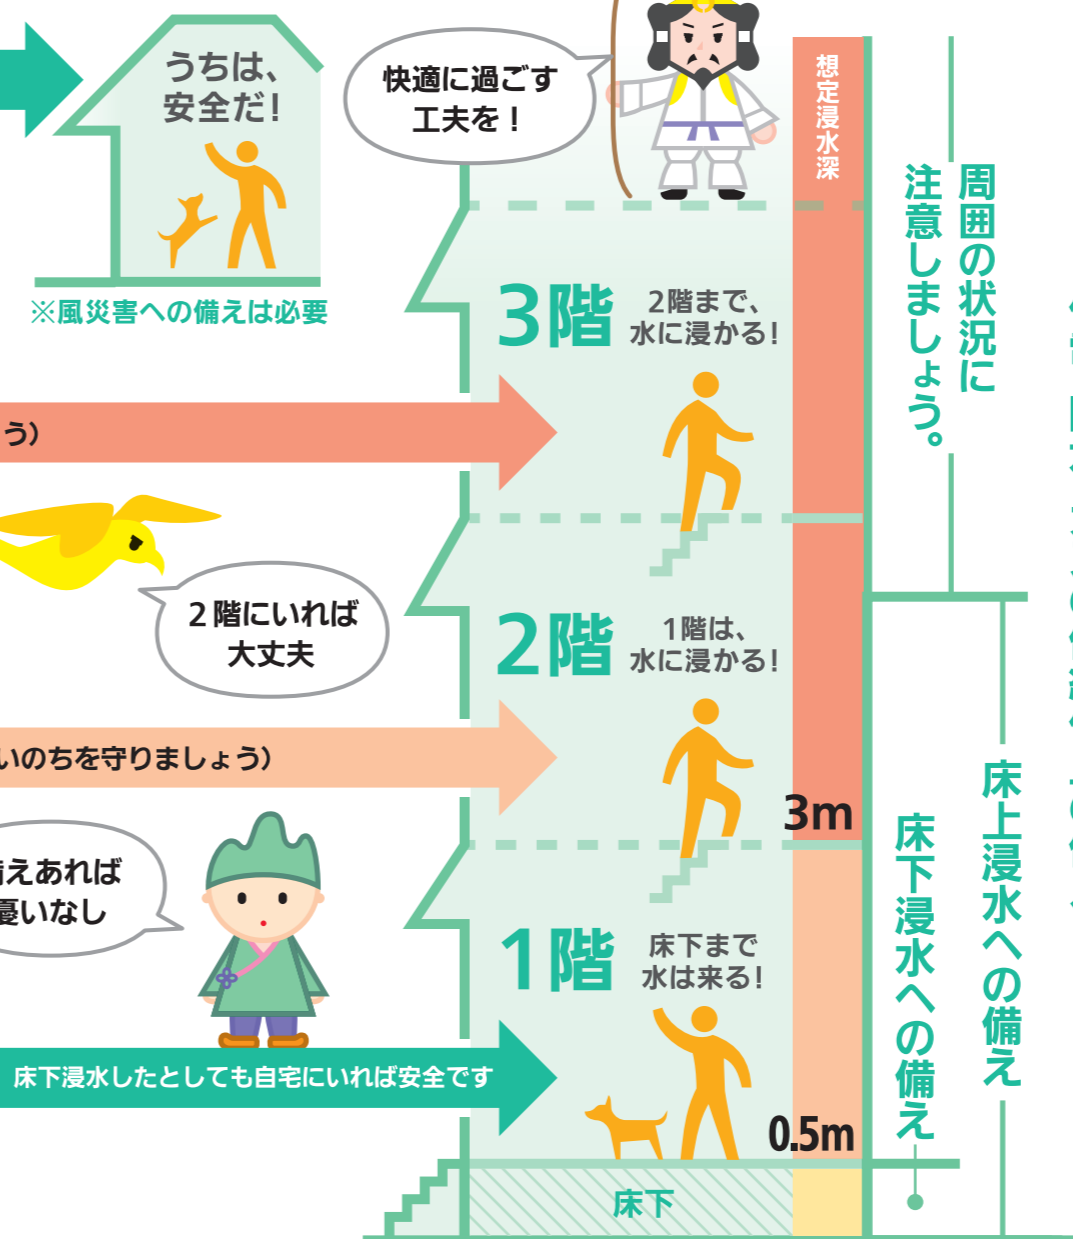 うちは、
安全だ！
※風災害への備えは必要
快適に過ごす
工夫を！
想定浸水深
周囲の状況に
注意しましょう。
3階
2階まで、
水に浸かる！
う）
2階にいれば
大丈夫
2階
1階は、
水に浸かる！
いのちを守りましょう）
3m
えあれば
憂いなし
1階
床下まで
水は来る！
床下浸水したとしても自宅にいれば安全です
0.5m
床下
床上浸水への備え
床下浸水への備え